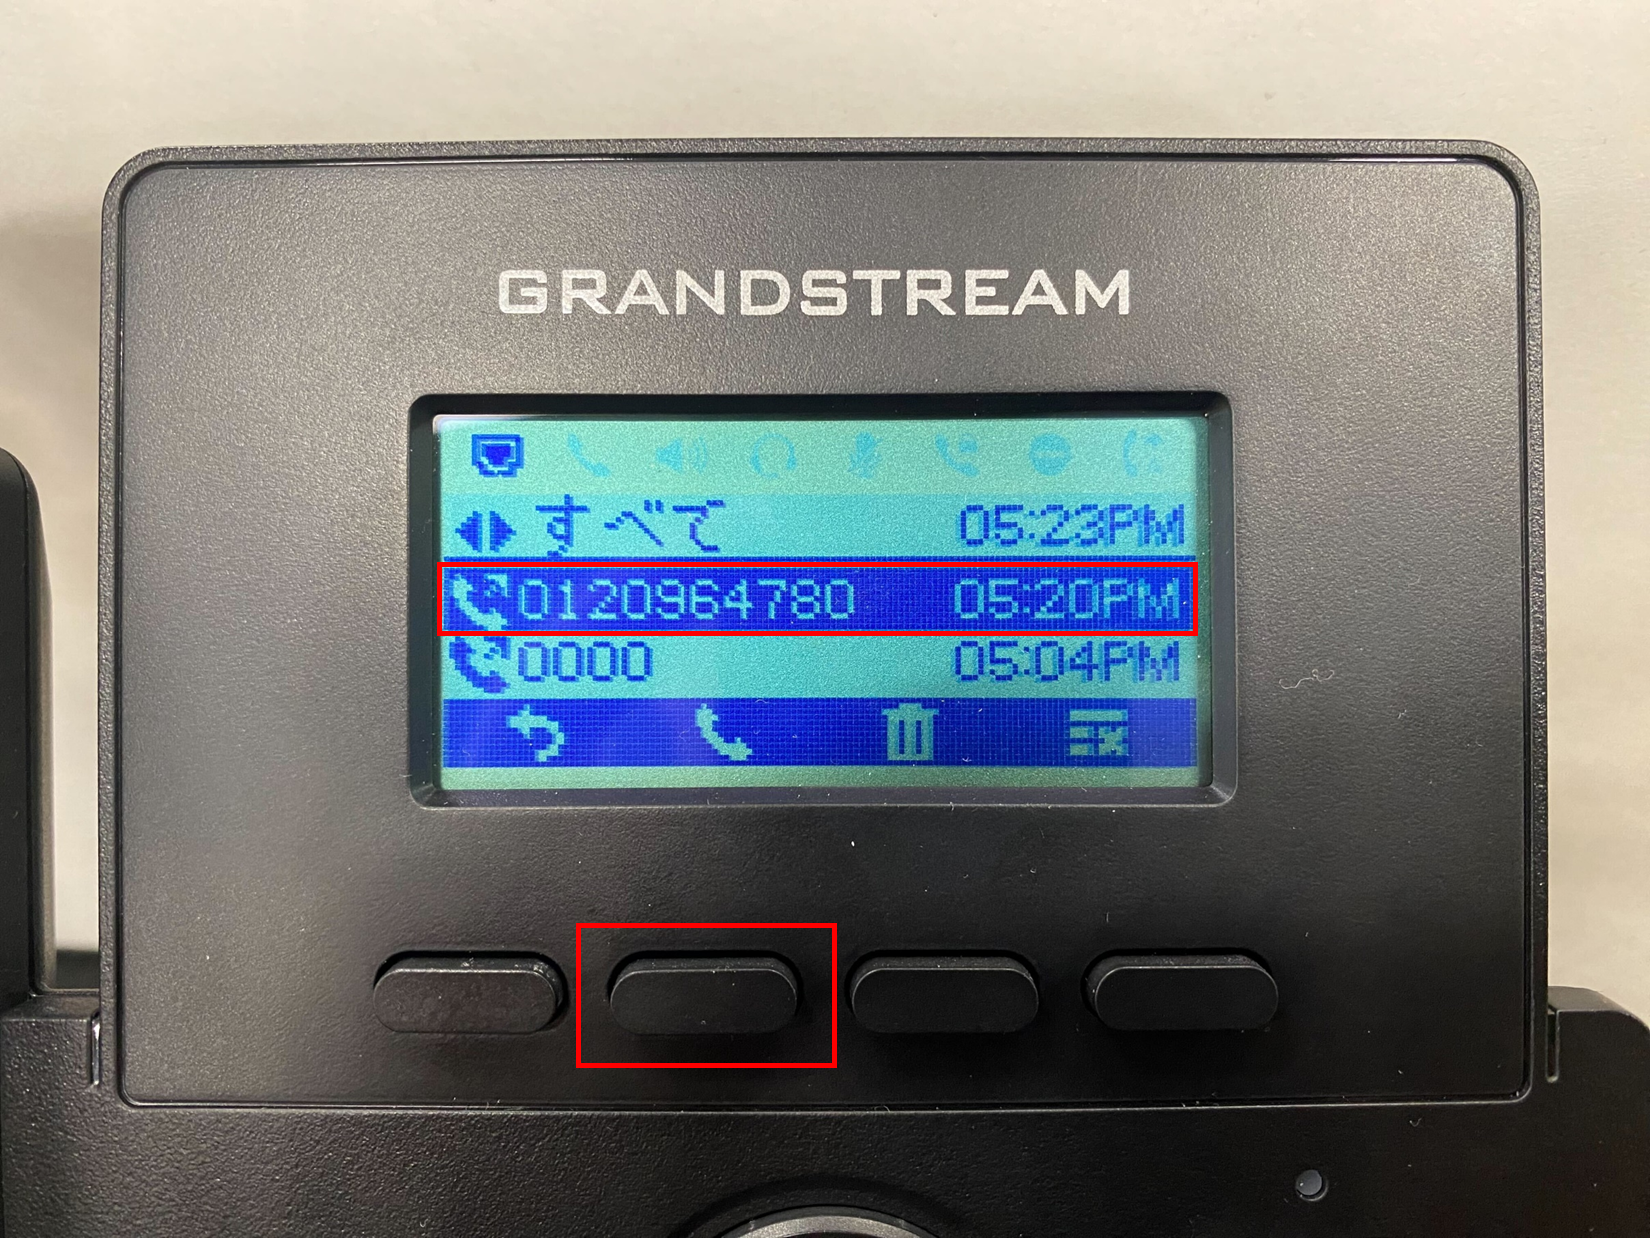 GRANDSTREAM
すべて 05:23PM
0120964780 05:20PM
0000 05:04PM